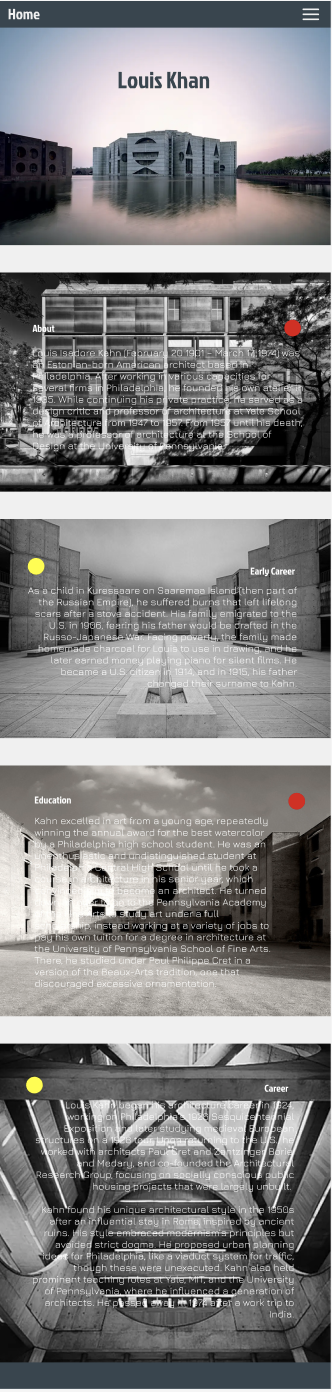 Home
Louis Khan
About
Louis Isadore Kahn (February 20, 1901 – March 17, 1974) was
an Estonian-born American architect based in
Philadelphia. After working in various capacities for
several firms in Philadelphia, he founded his own atelier in
1935. While continuing his private practice, he served as a
design critic and professor of architecture at Yale School
of Architecture from 1947 to 1957. From 1957 until his death,
he was a professor of architecture at the School of
Design at the University of Pennsylvania.
Early Career
As a child in Kuressaare on Saaremaa Island (then part of
the Russian Empire), he suffered burns that left lifelong
scars after a stove accident. His family emigrated to the
U.S. in 1906, fearing his father would be drafted in the
Russo-Japanese War. Facing poverty, the family made
homemade charcoal for Louis to use in drawing, and he
later earned money playing piano for silent films. He
became a U.S. citizen in 1914, and in 1915, his father
changed their surname to Kahn.
Education
Kahn excelled in art from a young age, repeatedly
winning the annual award for the best watercolor
by a Philadelphia high school student. He was an
unenthusiastic and undistinguished student at
Central High School until he took a
architecture in his senior year, which
become an architect. He turned
to the Pennsylvania Academy
Arts to study art under a full
instead working at a variety of jobs to
pay his own tuition for a degree in architecture at
the University of Pennsylvania School of Fine Arts.
There, he studied under Paul Philippe Cret in a
version of the Beaux-Arts tradition, one that
discouraged excessive ornamentation.
Career
Louis Kahn began his architectural career in 1924,
working on Philadelphia's 1926 Sesquicentennial
Exposition and later studying medieval European
structures on a 1928 tour. Upon returning to the U.S., he
worked with architects Paul Cret and Zantzinger, Borie,
and Medary, and co-founded the Architectural
Research Group, focusing on socially conscious public
housing projects that were largely unbuilt.
Kahn found his unique architectural style in the 1950s
after an influential stay in Rome, inspired by ancient
ruins. His style embraced modernism's principles but
avoided strict dogma. He proposed urban planning
ideas for Philadelphia, like a viaduct system for traffic,
though these were unexecuted. Kahn also held
prominent teaching roles at Yale, MIT, and the University
of Pennsylvania, where he influenced a generation of
architects. He passed away in 1974 after a work trip to
India.